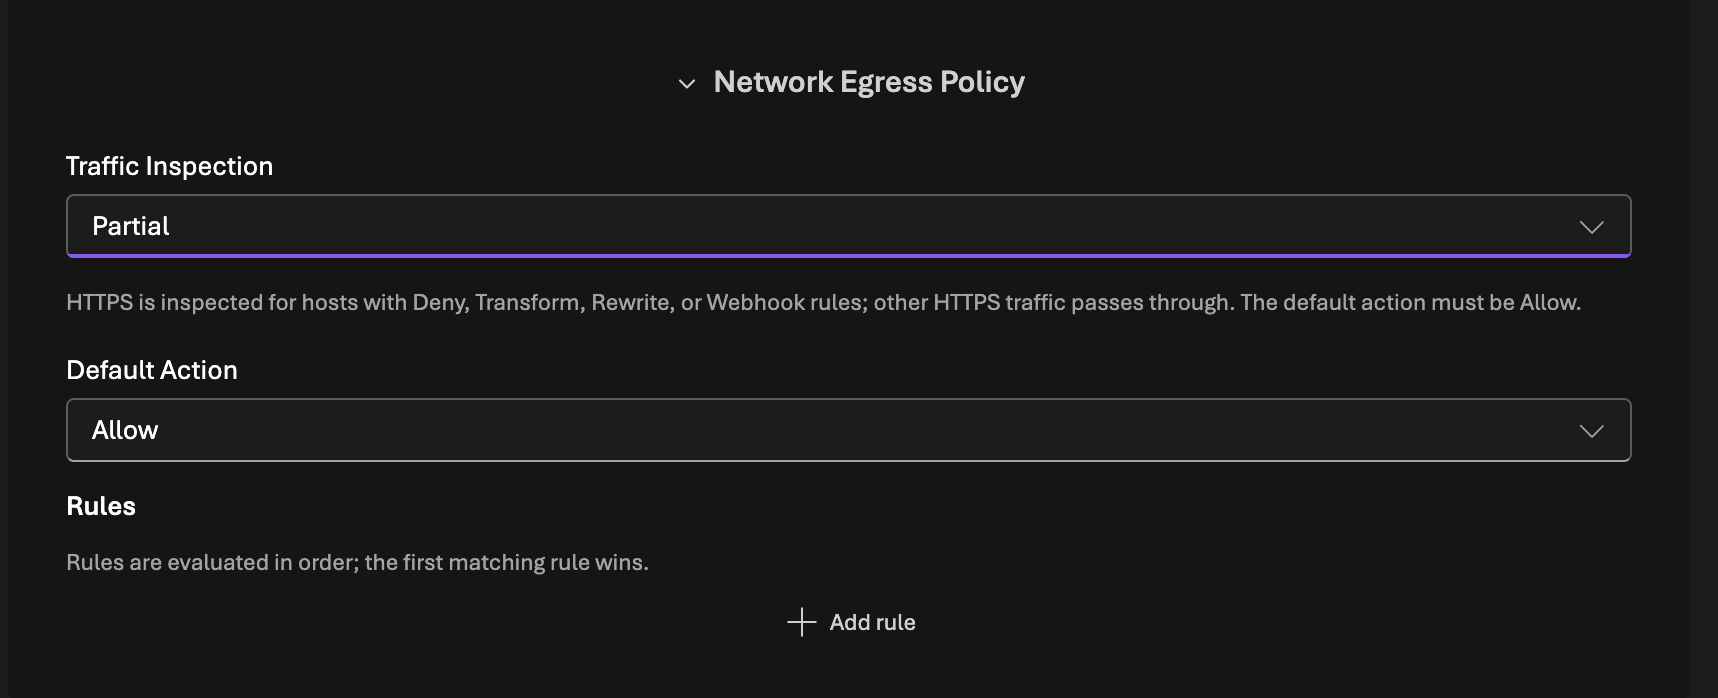 Network Egress Policy
Traffic Inspection
Partial
HTTPS is inspected for hosts with Deny, Transform, Rewrite, or Webhook rules; other HTTPS traffic passes through. The default action must be Allow.
Default Action
Allow
Rules
Rules are evaluated in order; the first matching rule wins.
Add rule